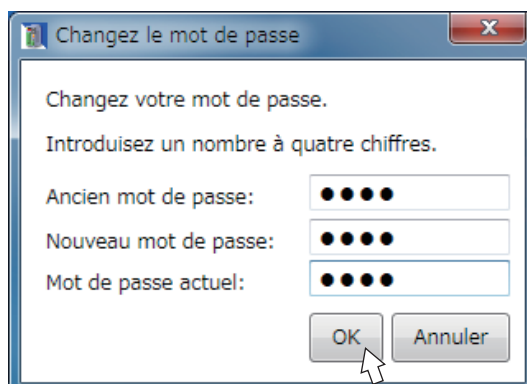 Changez le mot de passe
Changez votre mot de passe.
Introduisez un nombre à quatre chiffres.
Ancien mot de passe: ●●●●
Nouveau mot de passe: ●●●●
Mot de passe actuel: ●●●●
OK Annuler